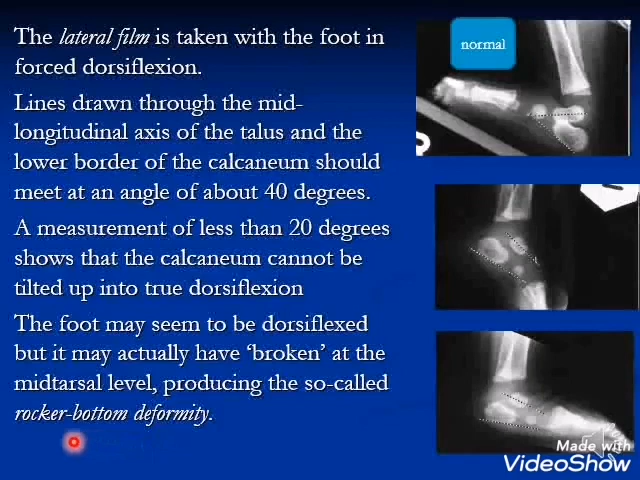 The lateral film is taken with the foot in
forced dorsiflexion.
Lines drawn through the mid-
longitudinal axis of the talus and the
lower border of the calcaneum should
meet at an angle of about 40 degrees.
A measurement of less than 20 degrees
shows that the calcaneum cannot be
tilted up into true dorsiflexion
The foot may seem to be dorsiflexed
but it may actually have ‘broken’ at the
midtarsal level, producing the so-called
rocker-bottom deformity.
normal
Made with
VideoShow